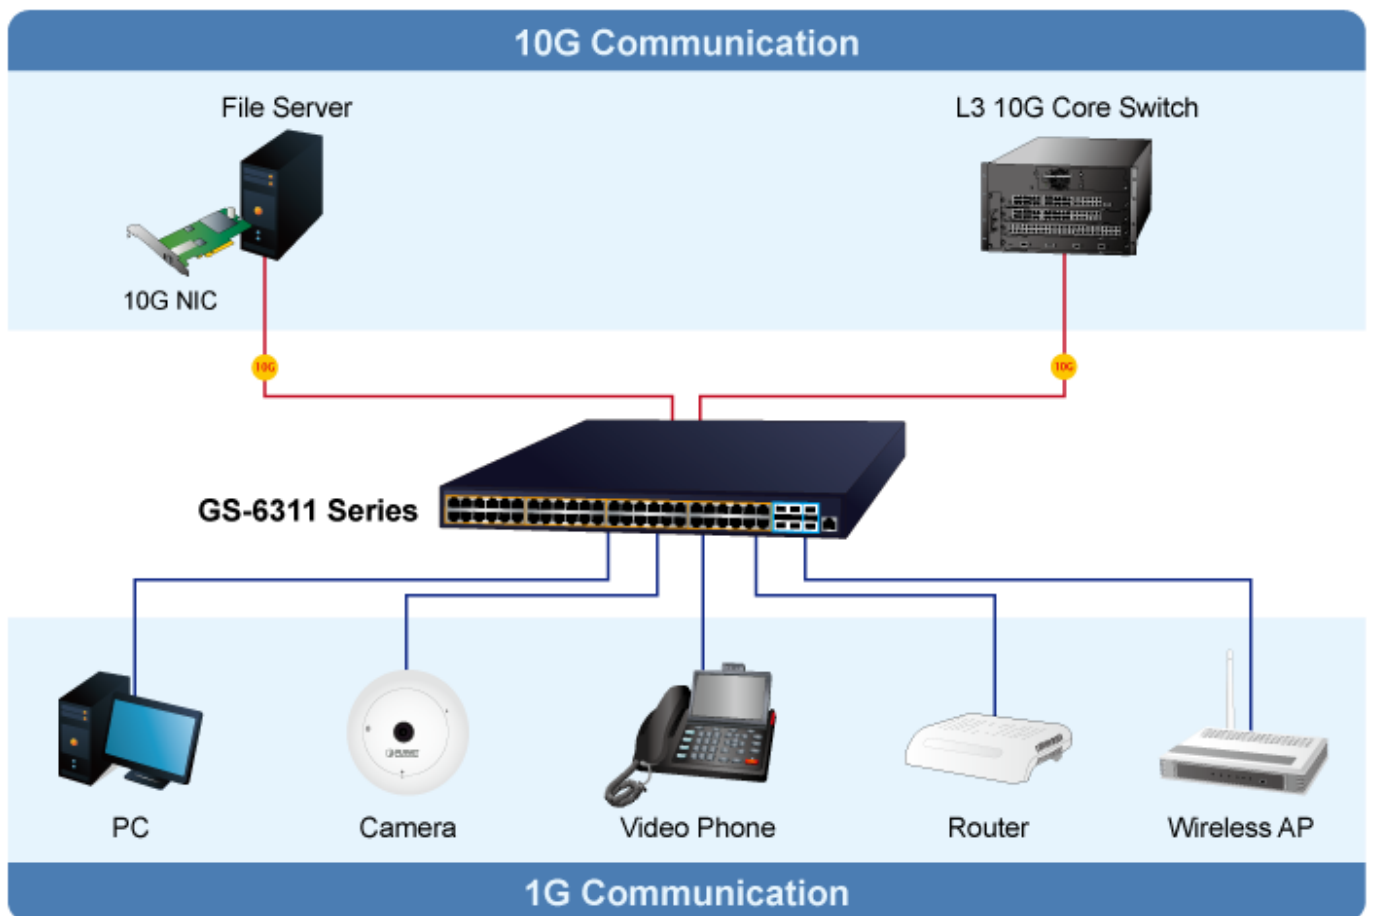 10G Communication
File Server
L3 10G Core Switch
10G NIC
10G
10G
GS-6311 Series
PLANET
PC
Camera
Video Phone
Router
Wireless AP
1G Communication